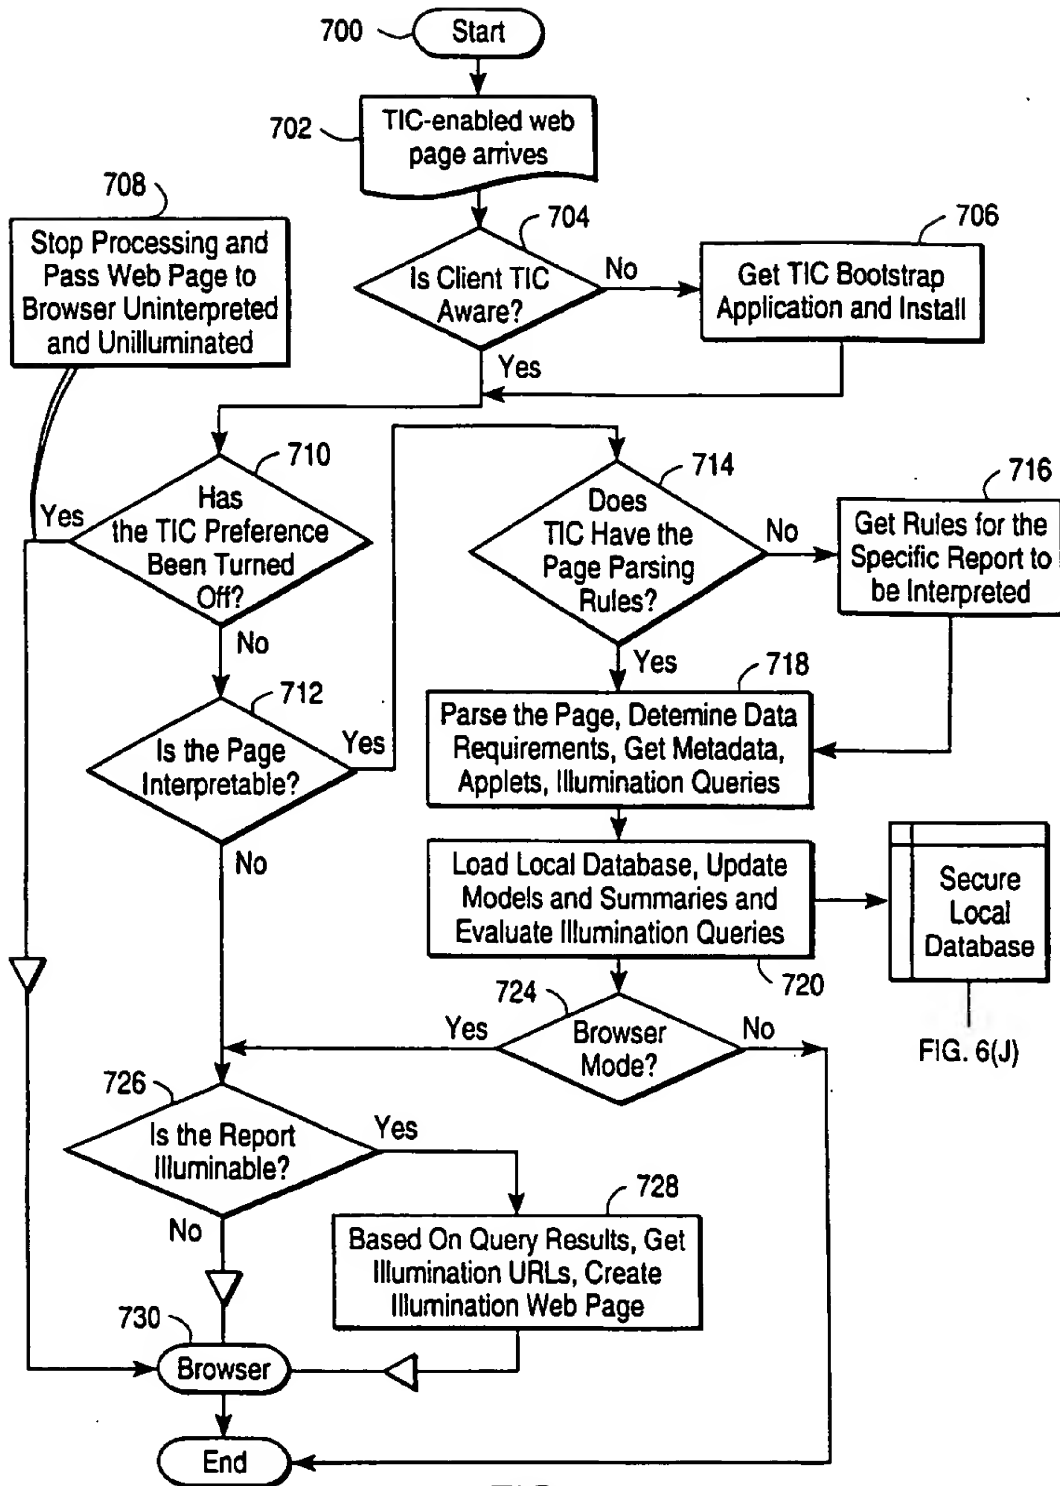 700
Start
702
TIC-enabled web
page arrives
708
Stop Processing and
Pass Web Page to
Browser Uninterpreted
and Unilluminated
704
Is Client TIC
Aware?
No
Yes
706
Get TIC Bootstrap
Application and Install
710
Has
the TIC Preference
Been Turned
Off?
Yes
No
714
Does
TIC Have the
Page Parsing
Rules?
No
Yes
716
Get Rules for the
Specific Report to
be Interpreted
712
Is the Page
Interpretable?
Yes
No
718
Parse the Page, Detemine Data
Requirements, Get Metadata,
Applets, Illumination Queries
Load Local Database, Update
Models and Summaries and
Evaluate Illumination Queries
720
Secure
Local
Database
FIG. 6(J)
724
Browser
Mode?
Yes
No
726
Is the Report
Illuminable?
Yes
No
728
Based On Query Results, Get
Illumination URLs, Create
Illumination Web Page
730
Browser
End